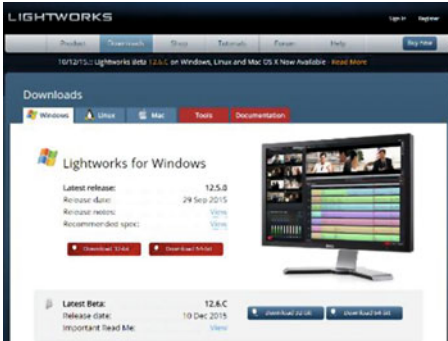 LIGHTWORKS
Sign In Register
Product Downloads Shop Tutorials Forum Help Buy Now
10/12/15.:: Lightworks Beta 12.6.C on Windows, Linux and Mac OS X Now Available - Read More
Downloads
Windows Linux Mac Tools Documentation
Lightworks for Windows
Latest release: 12.5.0
Release date: 29 Sep 2015
Release notes: View
Recommended spec: View
Download 32-bit Download 64-bit
Latest Beta: 12.6.C
Release date: 10 Dec 2015
Important Read Me: View
Download 32-bit Download 64-bit